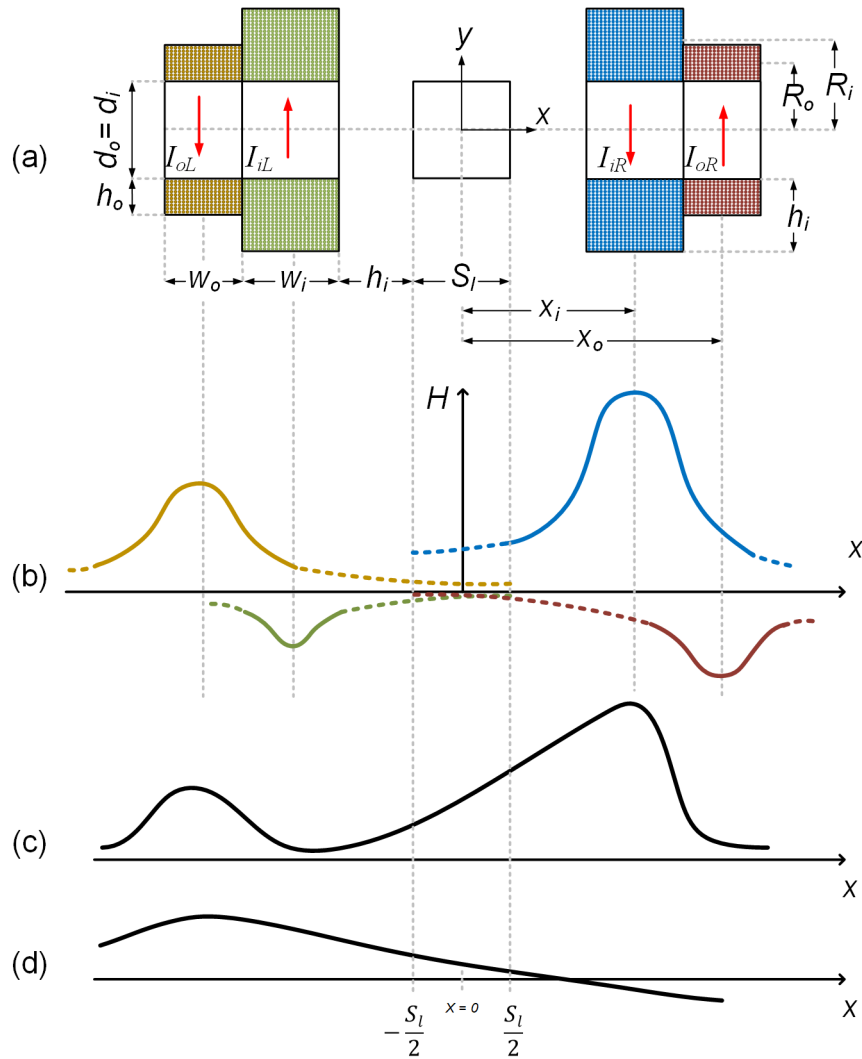 y
x
(a)
d_o = d_i
I_oL
I_iL
I_iR
I_oR
R_o
R_i
h_o
h_i
w_o
w_i
h_i
S_l
x_i
x_o
H
x
(b)
(c)
x
(d)
x
-S_l/2
x = 0
S_l/2